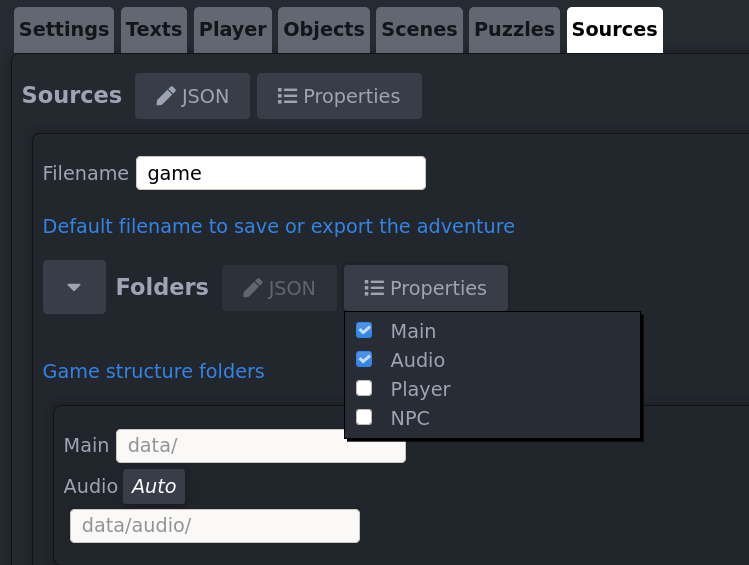 Settings Texts Player Objects Scenes Puzzles Sources
Sources JSON Properties
Filename game
Default filename to save or export the adventure
Folders JSON Properties
Main
Audio
Player
NPC
Game structure folders
Main data/
Audio Auto
data/audio/